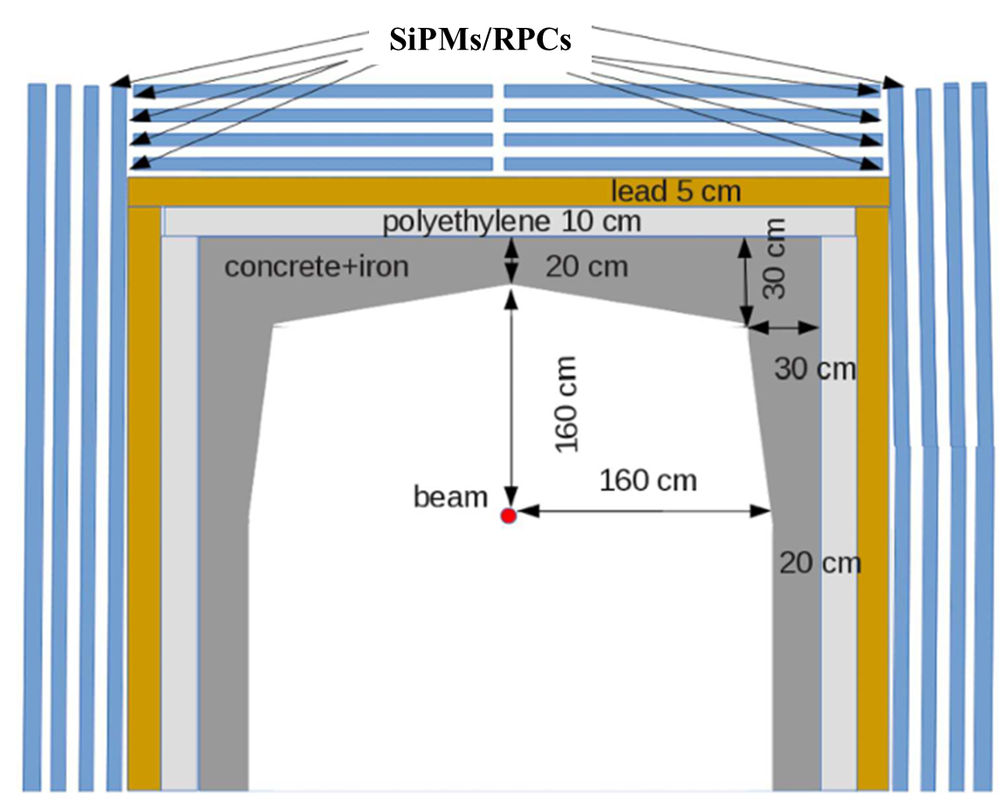 SiPMs/RPCs
lead 5 cm
polyethylene 10 cm
concrete+iron
20 cm
30 cm
30 cm
160 cm
160 cm
beam
20 cm